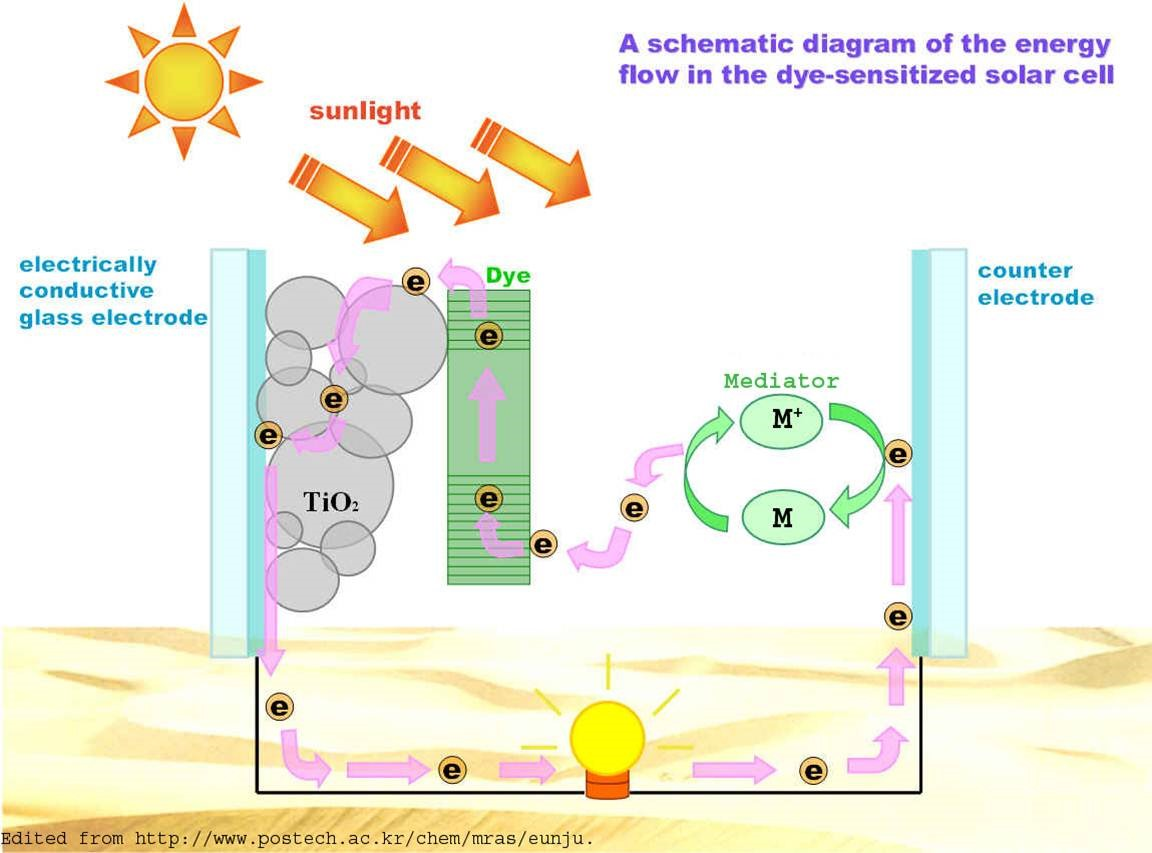 A schematic diagram of the energy
flow in the dye-sensitized solar cell
sunlight
electrically
conductive
glass electrode
Dye
counter
electrode
e
e
Mediator
M⁺
e
e
e
e
TiO₂
e
M
e
e
e
e
e
Edited from http://www.postech.ac.kr/chem/mras/eunju.